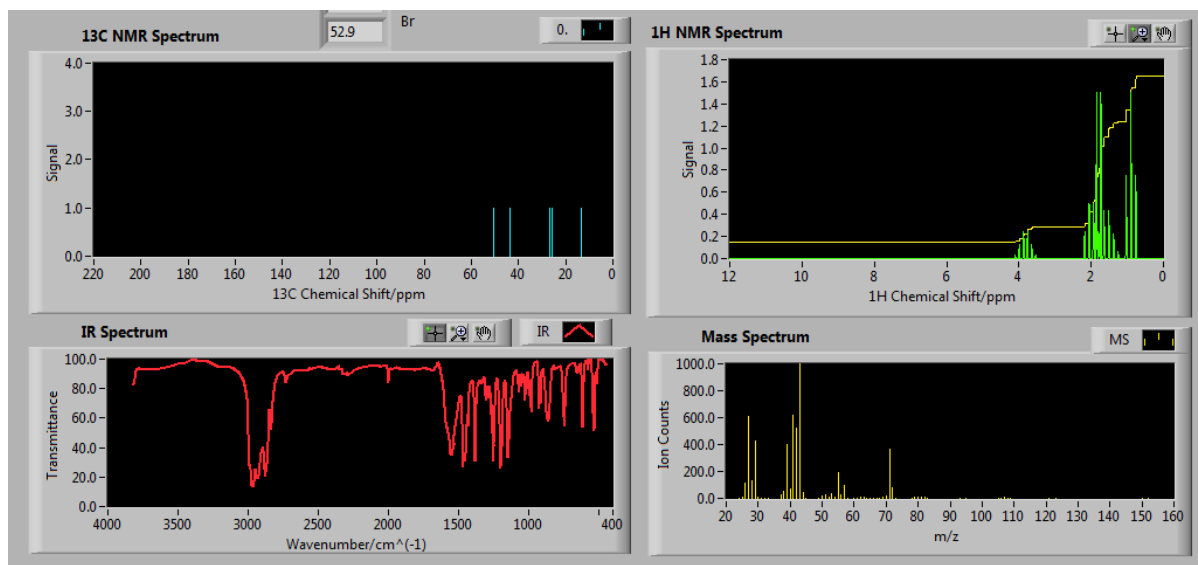 52.9
Br
13C NMR Spectrum
0.
4.0
3.0
2.0
1.0
0.0
Signal
220 200 180 160 140 120 100 80 60 40 20 0
13C Chemical Shift/ppm
1H NMR Spectrum
1.8
1.6
1.4
1.2
1.0
0.8
0.6
0.4
0.2
0.0
Signal
12 10 8 6 4 2 0
1H Chemical Shift/ppm
IR Spectrum
IR
100.0
80.0
60.0
40.0
20.0
0.0
Transmittance
4000 3500 3000 2500 2000 1500 1000 400
Wavenumber/cm^(-1)
Mass Spectrum
MS
1000.0
800.0
600.0
400.0
200.0
0.0
Ion Counts
20 30 40 50 60 70 80 90 100 110 120 130 140 150 160
m/z